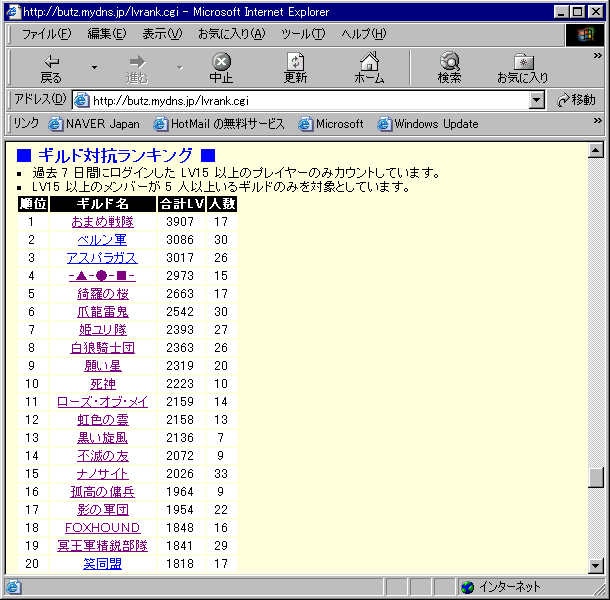 http://butz.mydns.jp/lvrank.cgi - Microsoft Internet Explorer
ファイル(F) 編集(E) 表示(V) お気に入り(A) ツール(T) ヘルプ(H)
戻る 進む 中止 更新 ホーム 検索 お気に入り »
アドレス(D) http://butz.mydns.jp/lvrank.cgi 移動
リンク NAVER Japan HotMail の無料サービス Microsoft Windows Update »
■ ギルド対抗ランキング ■
▪ 過去 7 日間にログインした LV15 以上のプレイヤーのみカウントしています。
▪ LV15 以上のメンバーが 5 人以上いるギルドのみを対象としています。
順位 ギルド名 合計LV 人数
1 おまめ戦隊 3907 17
2 ベルン軍 3086 30
3 アスパラガス 3017 26
4 -▲-●-■- 2973 15
5 綺羅の桜 2663 17
6 爪龍雷鬼 2542 30
7 姫ユリ隊 2393 27
8 白狼騎士団 2363 26
9 願い星 2319 20
10 死神 2223 10
11 ローズ・オブ・メイ 2159 14
12 虹色の雲 2158 13
13 黒い旋風 2136 7
14 不滅の友 2072 9
15 ナノサイト 2026 33
16 孤高の傭兵 1964 9
17 影の軍団 1954 22
18 FOXHOUND 1848 16
19 冥王軍精鋭部隊 1841 29
20 笑同盟 1818 17
インターネット